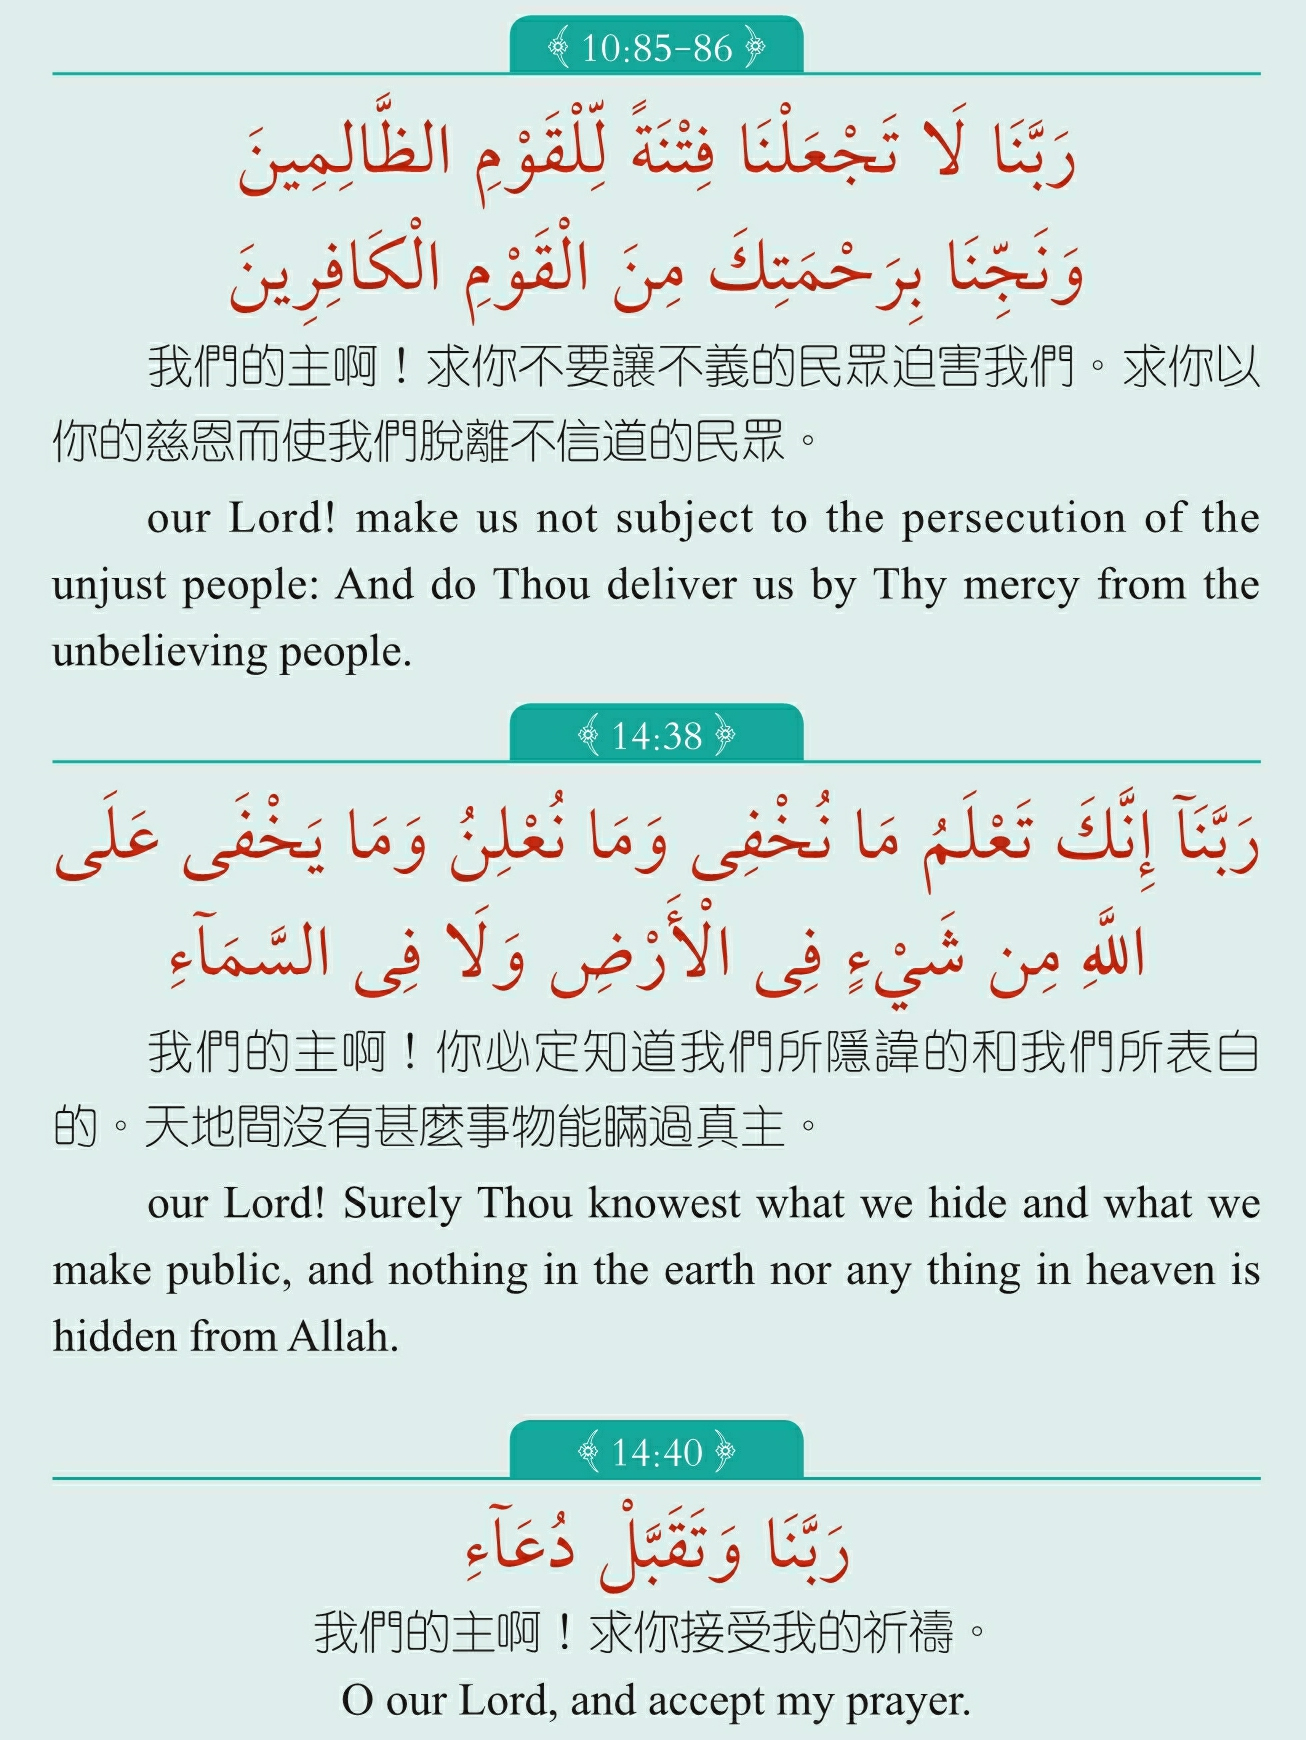 10:85-86
رَبَّنَا لَا تَجْعَلْنَا فِتْنَةً لِّلْقَوْمِ الظَّالِمِينَ
وَنَجِّنَا بِرَحْمَتِكَ مِنَ الْقَوْمِ الْكَافِرِينَ
我們的主啊！求你不要讓不義的民眾迫害我們。求你以
你的慈恩而使我們脫離不信道的民眾。
our Lord! make us not subject to the persecution of the
unjust people: And do Thou deliver us by Thy mercy from the
unbelieving people.
14:38
رَبَّنَآ إِنَّكَ تَعْلَمُ مَا نُخْفِى وَمَا نُعْلِنُ وَمَا يَخْفَى عَلَى
اللَّهِ مِن شَيْءٍ فِى الْأَرْضِ وَلَا فِى السَّمَآءِ
我們的主啊！你必定知道我們所隱諱的和我們所表白
的。天地間沒有甚麼事物能瞞過真主。
our Lord! Surely Thou knowest what we hide and what we
make public, and nothing in the earth nor any thing in heaven is
hidden from Allah.
14:40
رَبَّنَا وَتَقَبَّلْ دُعَآءِ
我們的主啊！求你接受我的祈禱。
O our Lord, and accept my prayer.